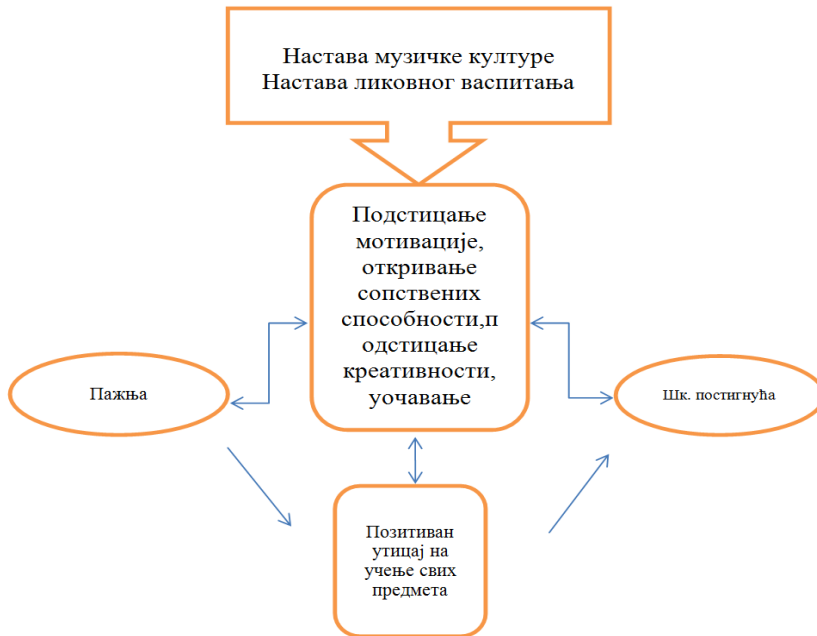 Настава музичке културе
Настава ликовног васпитања
Подстицање
мотивације,
откривање
сопствених
способности,п
одстицање
креативности,
уочавање
Пажња
Шк. постигнућа
Позитиван
утицај на
учење свих
предмета